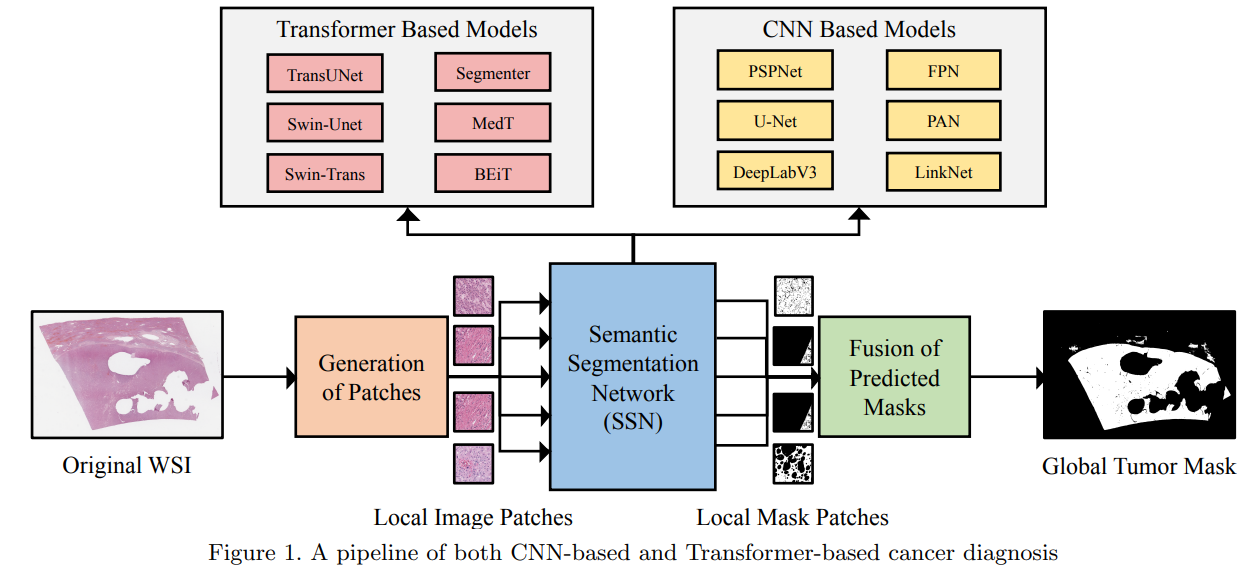 Transformer Based Models
TransUNet
Segmenter
Swin-Unet
MedT
Swin-Trans
BEiT
CNN Based Models
PSPNet
FPN
U-Net
PAN
DeepLabV3
LinkNet
Original WSI
Generation
of Patches
Local Image Patches
Semantic
Segmentation
Network
(SSN)
Local Mask Patches
Fusion of
Predicted
Masks
Global Tumor Mask
Figure 1. A pipeline of both CNN-based and Transformer-based cancer diagnosis